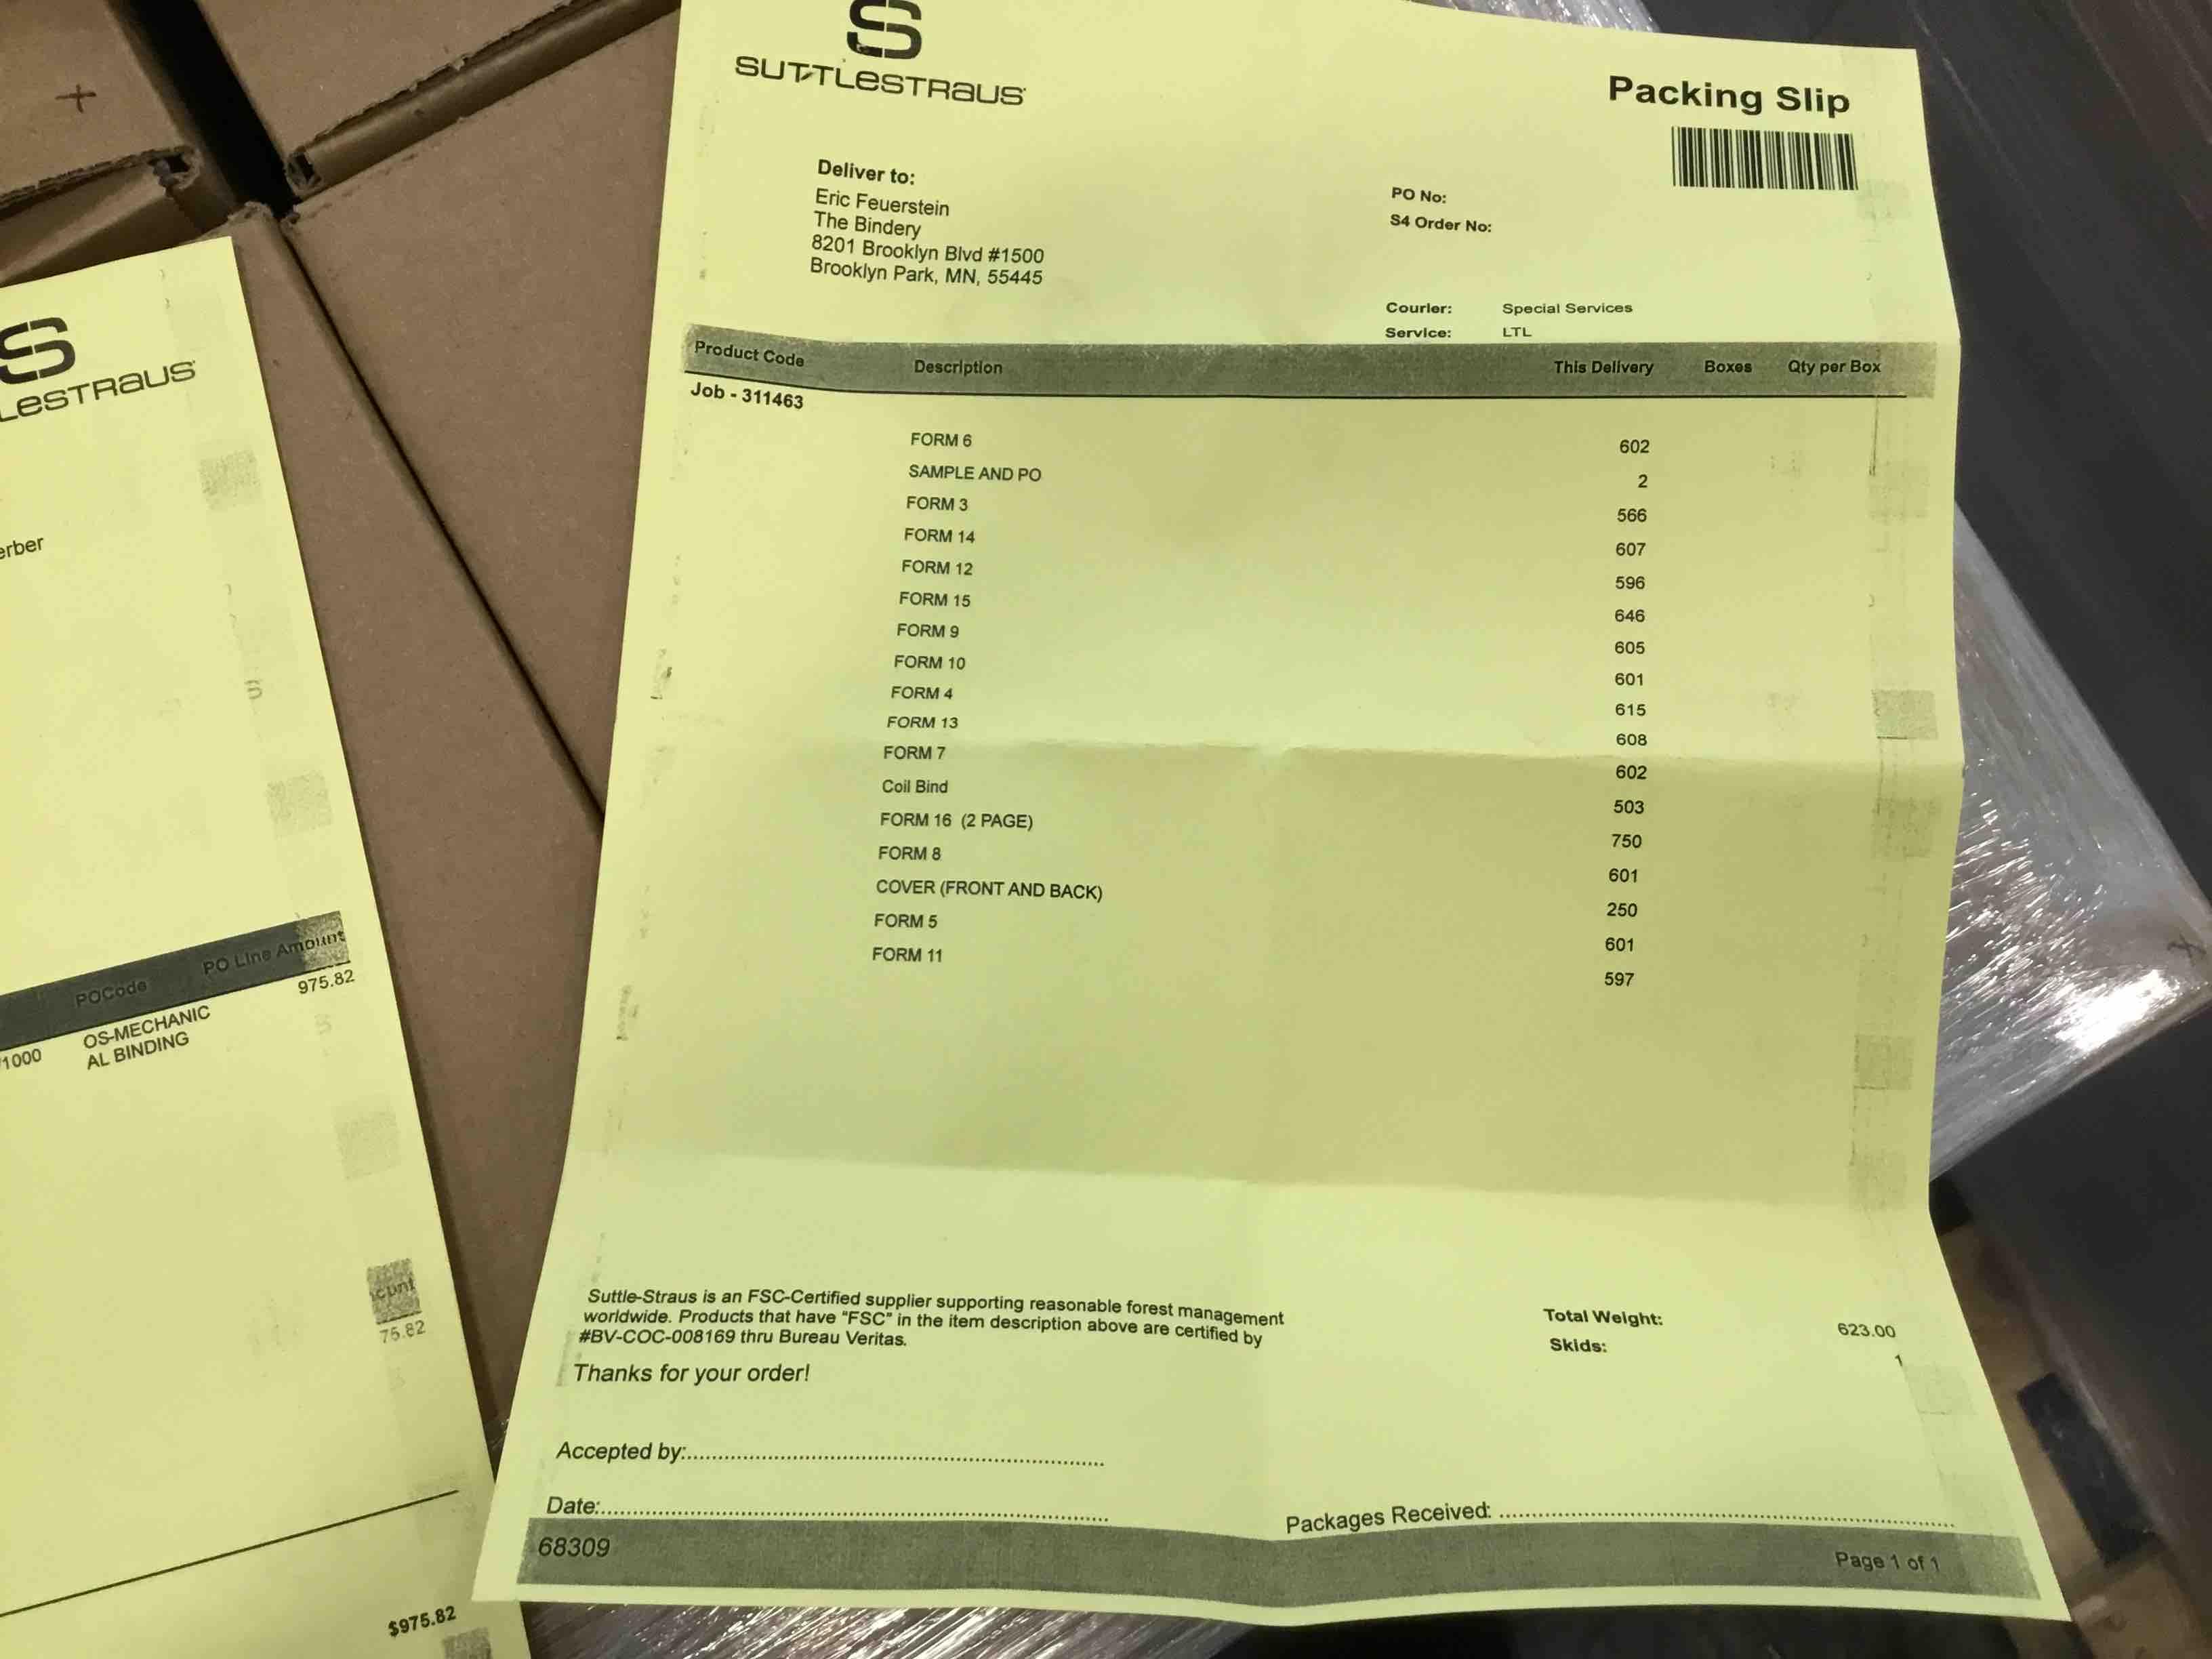 SUTTLESTRAUS
Packing Slip
Deliver to:
Eric Feuerstein
The Bindery
8201 Brooklyn Blvd #1500
Brooklyn Park, MN, 55445
PO No:
S4 Order No:
Courier: Special Services
Service: LTL
Product Code Description This Delivery Boxes Qty per Box
Job - 311463
FORM 6 602
SAMPLE AND PO 2
FORM 3 566
FORM 14 607
FORM 12 596
FORM 15 646
FORM 9 605
FORM 10 601
FORM 4 615
FORM 13 608
FORM 7 602
Coil Bind 503
FORM 16 (2 PAGE) 750
FORM 8 601
COVER (FRONT AND BACK) 250
FORM 5 601
FORM 11 597
Suttle-Straus is an FSC-Certified supplier supporting reasonable forest management
worldwide. Products that have "FSC" in the item description above are certified by
#BV-COC-008169 thru Bureau Veritas.
Thanks for your order!
Total Weight: 623.00
Skids: 1
Accepted by:
Date:
Packages Received:
68309
Page 1 of 1
LESTRAUS
erber
POCode PO Line Amount
975.82
/1000 OS-MECHANIC
AL BINDING
75.82
$975.82